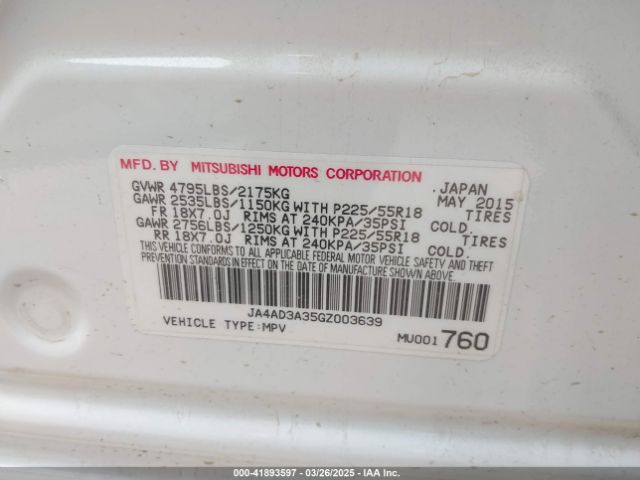 MFD. BY MITSUBISHI MOTORS CORPORATION
GVWR 4795LBS/2175KG JAPAN
GAWR 2535LBS/1150KG WITH P225/55R18 MAY 2015
FR 18X7.0J RIMS AT 240KPA/35PSI TIRES COLD.
GAWR 2756LBS/1250KG WITH P225/55R18
RR 18X7.0J RIMS AT 240KPA/35PSI TIRES COLD.
THIS VEHICLE CONFORMS TO ALL APPLICABLE FEDERAL MOTOR VEHICLE SAFETY AND THEFT
PREVENTION STANDARDS IN EFFECT ON THE DATE OF MANUFACTURE SHOWN ABOVE.
JA4AD3A35GZ003639
VEHICLE TYPE:MPV MU001760
000-41893597 - 03/26/2025 - IAA Inc.